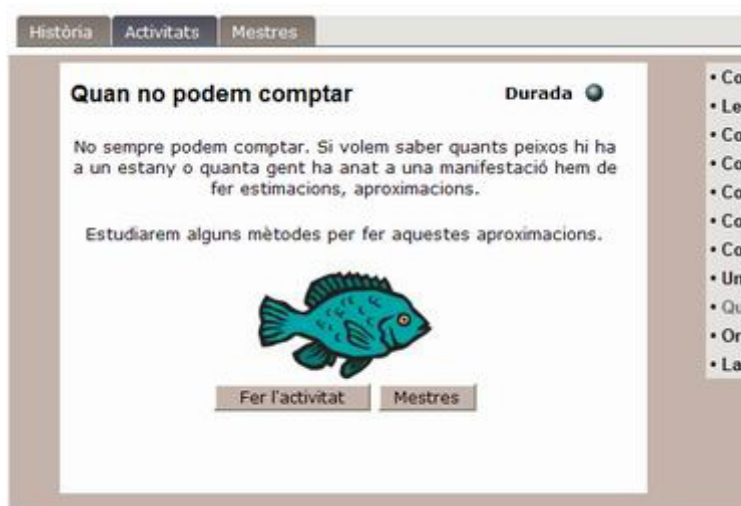 Història Activitats Mestres
Quan no podem comptar Durada
No sempre podem comptar. Si volem saber quants peixos hi ha
a un estany o quanta gent ha anat a una manifestació hem de
fer estimacions, aproximacions.
Estudiarem alguns mètodes per fer aquestes aproximacions.
Fer l'activitat Mestres